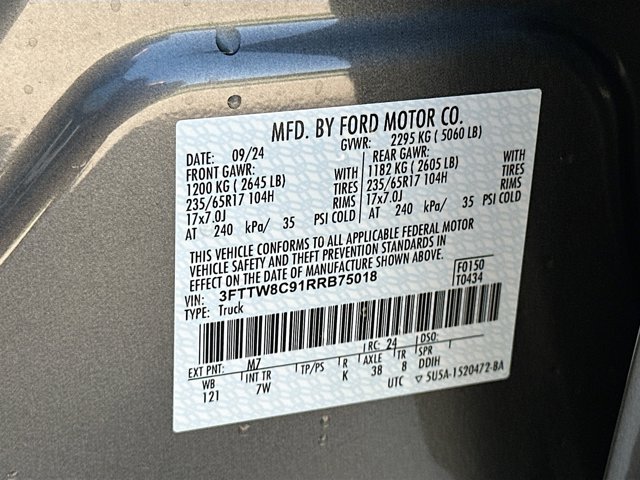 MFD. BY FORD MOTOR CO.
DATE: 09/24 GVWR: 2295 KG ( 5060 LB)
FRONT GAWR: REAR GAWR:
1200 KG ( 2645 LB) WITH 1182 KG ( 2605 LB) WITH
235/65R17 104H TIRES 235/65R17 104H TIRES
17x7.0J RIMS 17x7.0J RIMS
AT 240 kPa/ 35 PSI COLD AT 240 kPa/ 35 PSI COLD
THIS VEHICLE CONFORMS TO ALL APPLICABLE FEDERAL MOTOR
VEHICLE SAFETY AND THEFT PREVENTION STANDARDS IN
EFFECT ON THE DATE OF MANUFACTURE SHOWN ABOVE.
VIN: 3FTTW8C91RRB75018 F0150
TYPE: Truck T0434
EXT PNT: M7 RC: 24 DSO:
WB INT TR TP/PS R AXLE TR SPR
121 7W K 38 8 DDIH
UTC ▽ 5U5A-1520472-BA